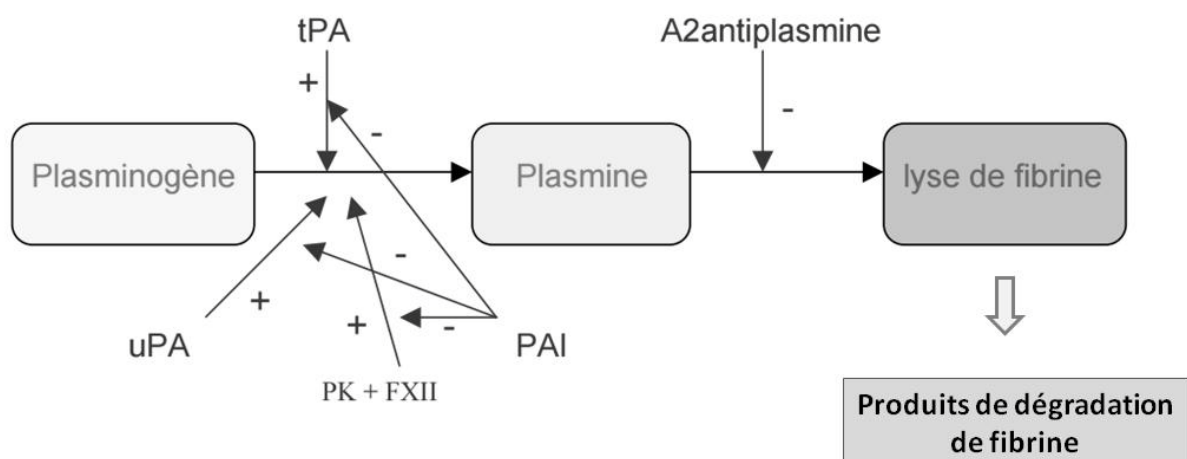 tPA
A2antiplasmine
+
-
-
Plasminogène
Plasmine
lyse de fibrine
-
+
+
-
uPA
PAI
PK + FXII
Produits de dégradation
de fibrine